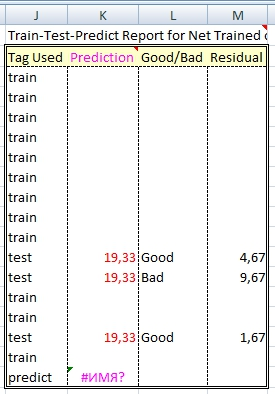 J K L M
Train-Test-Predict Report for Net Trained
Tag Used Prediction Good/Bad Residual
train
train
train
train
train
train
train
train
train
test 19,33 Good 4,67
test 19,33 Bad 9,67
train
train
test 19,33 Good 1,67
train
predict #ИМЯ?